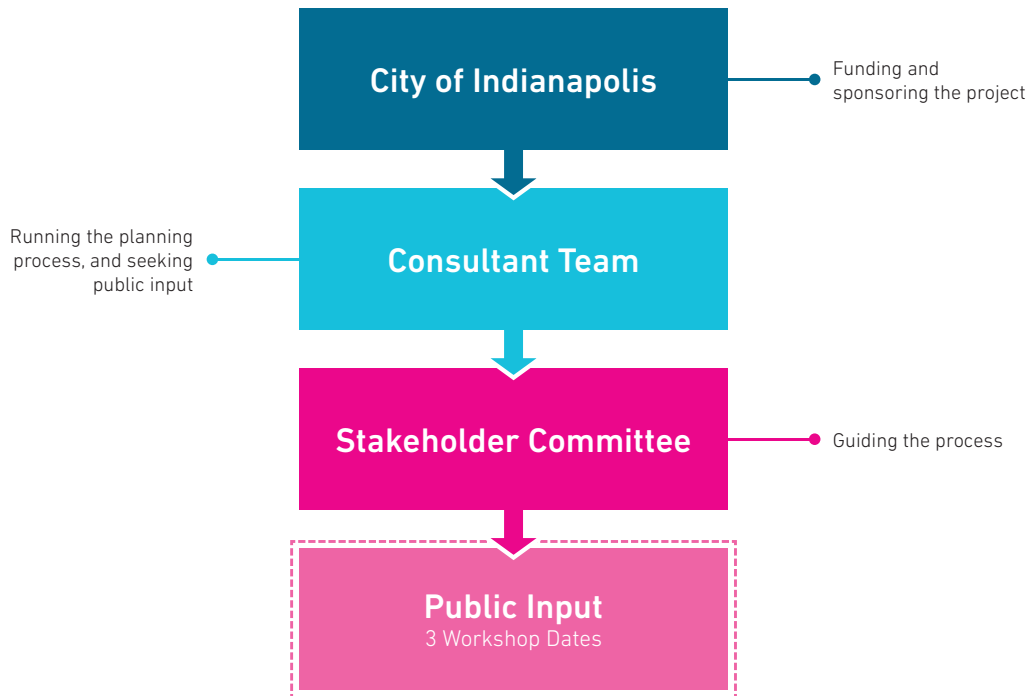 City of Indianapolis
Funding and
sponsoring the project
Running the planning
process, and seeking
public input
Consultant Team
Stakeholder Committee
Guiding the process
Public Input
3 Workshop Dates